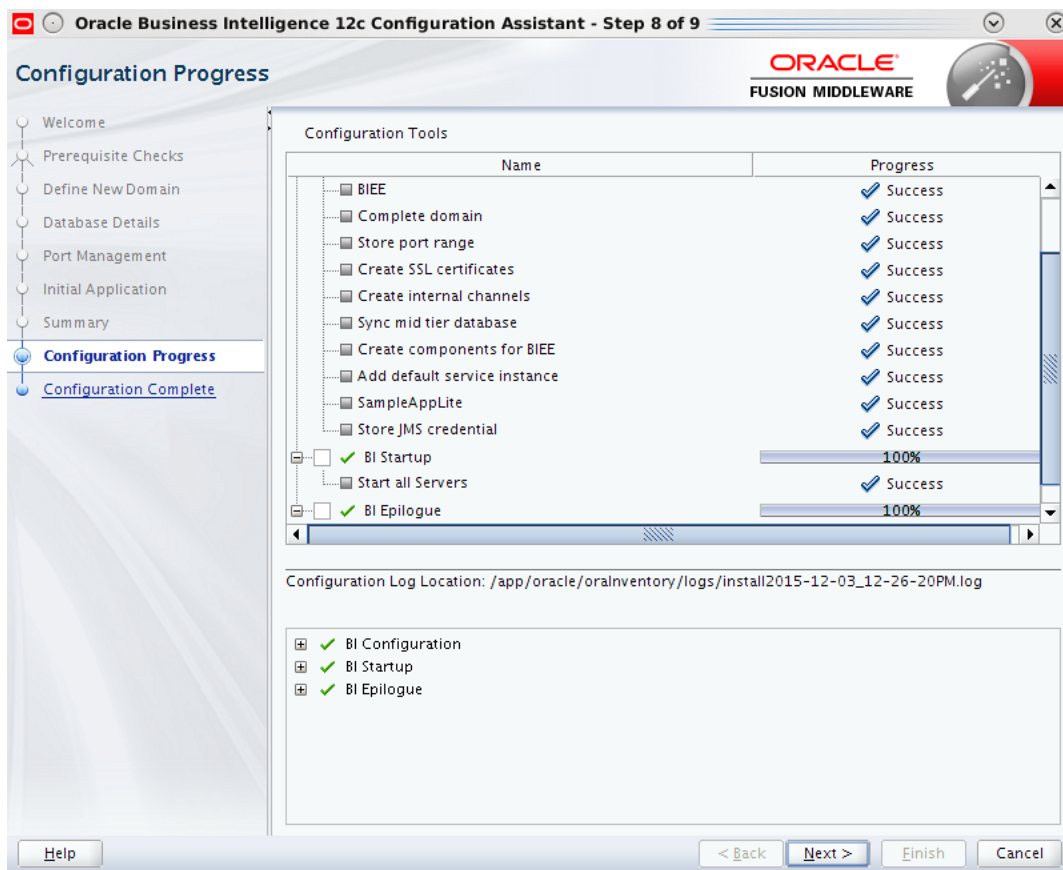 Oracle Business Intelligence 12c Configuration Assistant - Step 8 of 9
Configuration Progress
ORACLE
FUSION MIDDLEWARE
Welcome
Prerequisite Checks
Define New Domain
Database Details
Port Management
Initial Application
Summary
Configuration Progress
Configuration Complete
Configuration Tools
Name Progress
BIEE Success
Complete domain Success
Store port range Success
Create SSL certificates Success
Create internal channels Success
Sync mid tier database Success
Create components for BIEE Success
Add default service instance Success
SampleAppLite Success
Store JMS credential Success
BI Startup 100%
Start all Servers Success
BI Epilogue 100%
Configuration Log Location: /app/oracle/oraInventory/logs/install2015-12-03_12-26-20PM.log
BI Configuration
BI Startup
BI Epilogue
Help < Back Next > Finish Cancel